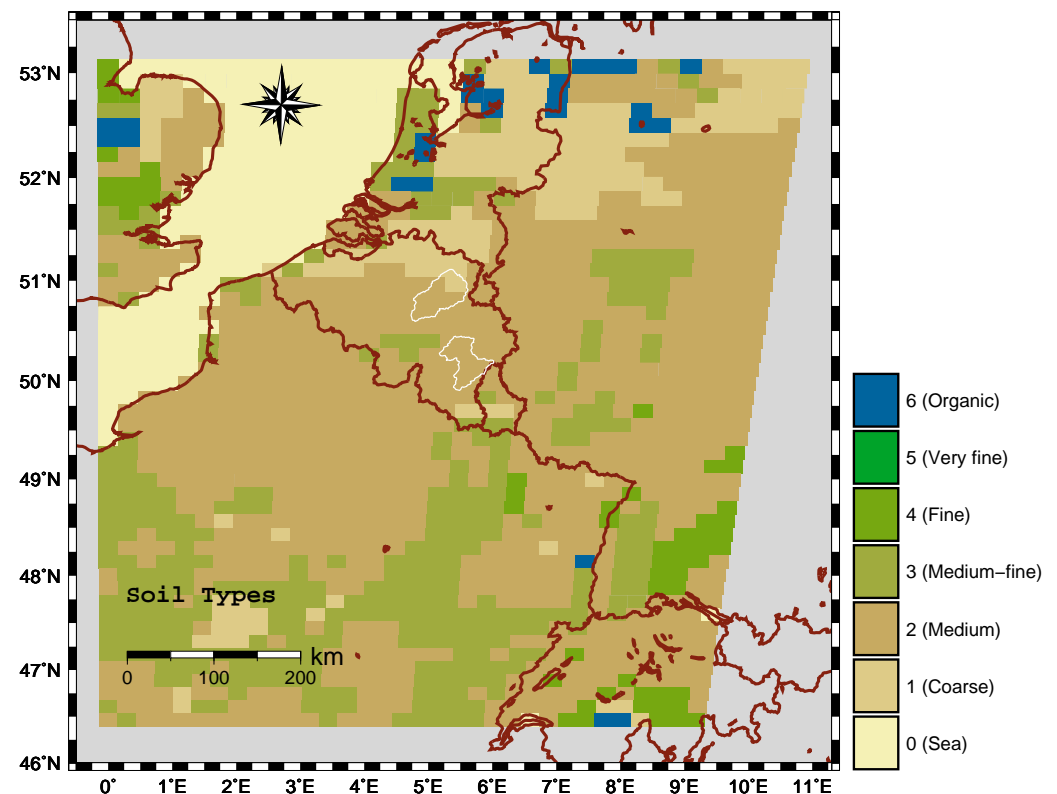 53°N
52°N
51°N
50°N
49°N
48°N
47°N
46°N
Soil Types
km
0 100 200
6 (Organic)
5 (Very fine)
4 (Fine)
3 (Medium−fine)
2 (Medium)
1 (Coarse)
0 (Sea)
0° 1°E 2°E 3°E 4°E 5°E 6°E 7°E 8°E 9°E 10°E 11°E